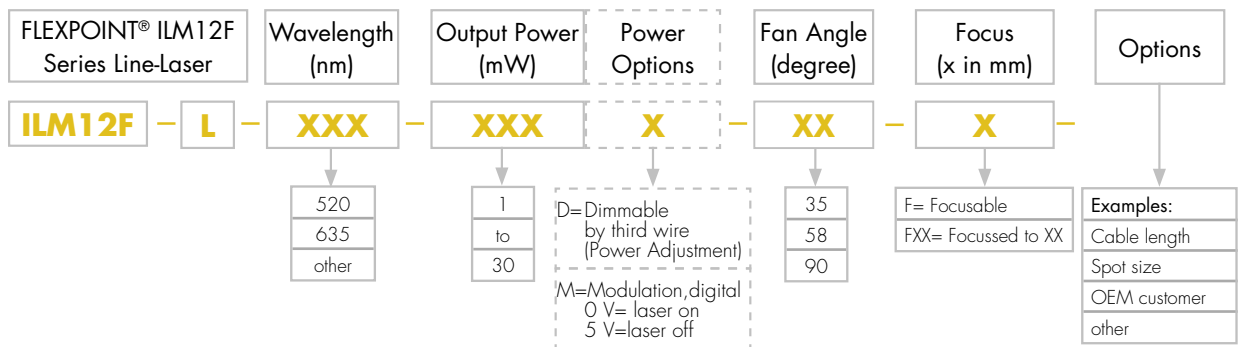 FLEXPOINT® ILM12F
Series Line-Laser
Wavelength
(nm)
Output Power
(mW)
Power
Options
Fan Angle
(degree)
Focus
(x in mm)
Options
ILM12F – L – XXX – XXX X – XX – X –
520
635
other
1
to
30
D=Dimmable
by third wire
(Power Adjustment)
M=Modulation,digital
0 V= laser on
5 V=laser off
35
58
90
F= Focusable
FXX= Focussed to XX
Examples:
Cable length
Spot size
OEM customer
other